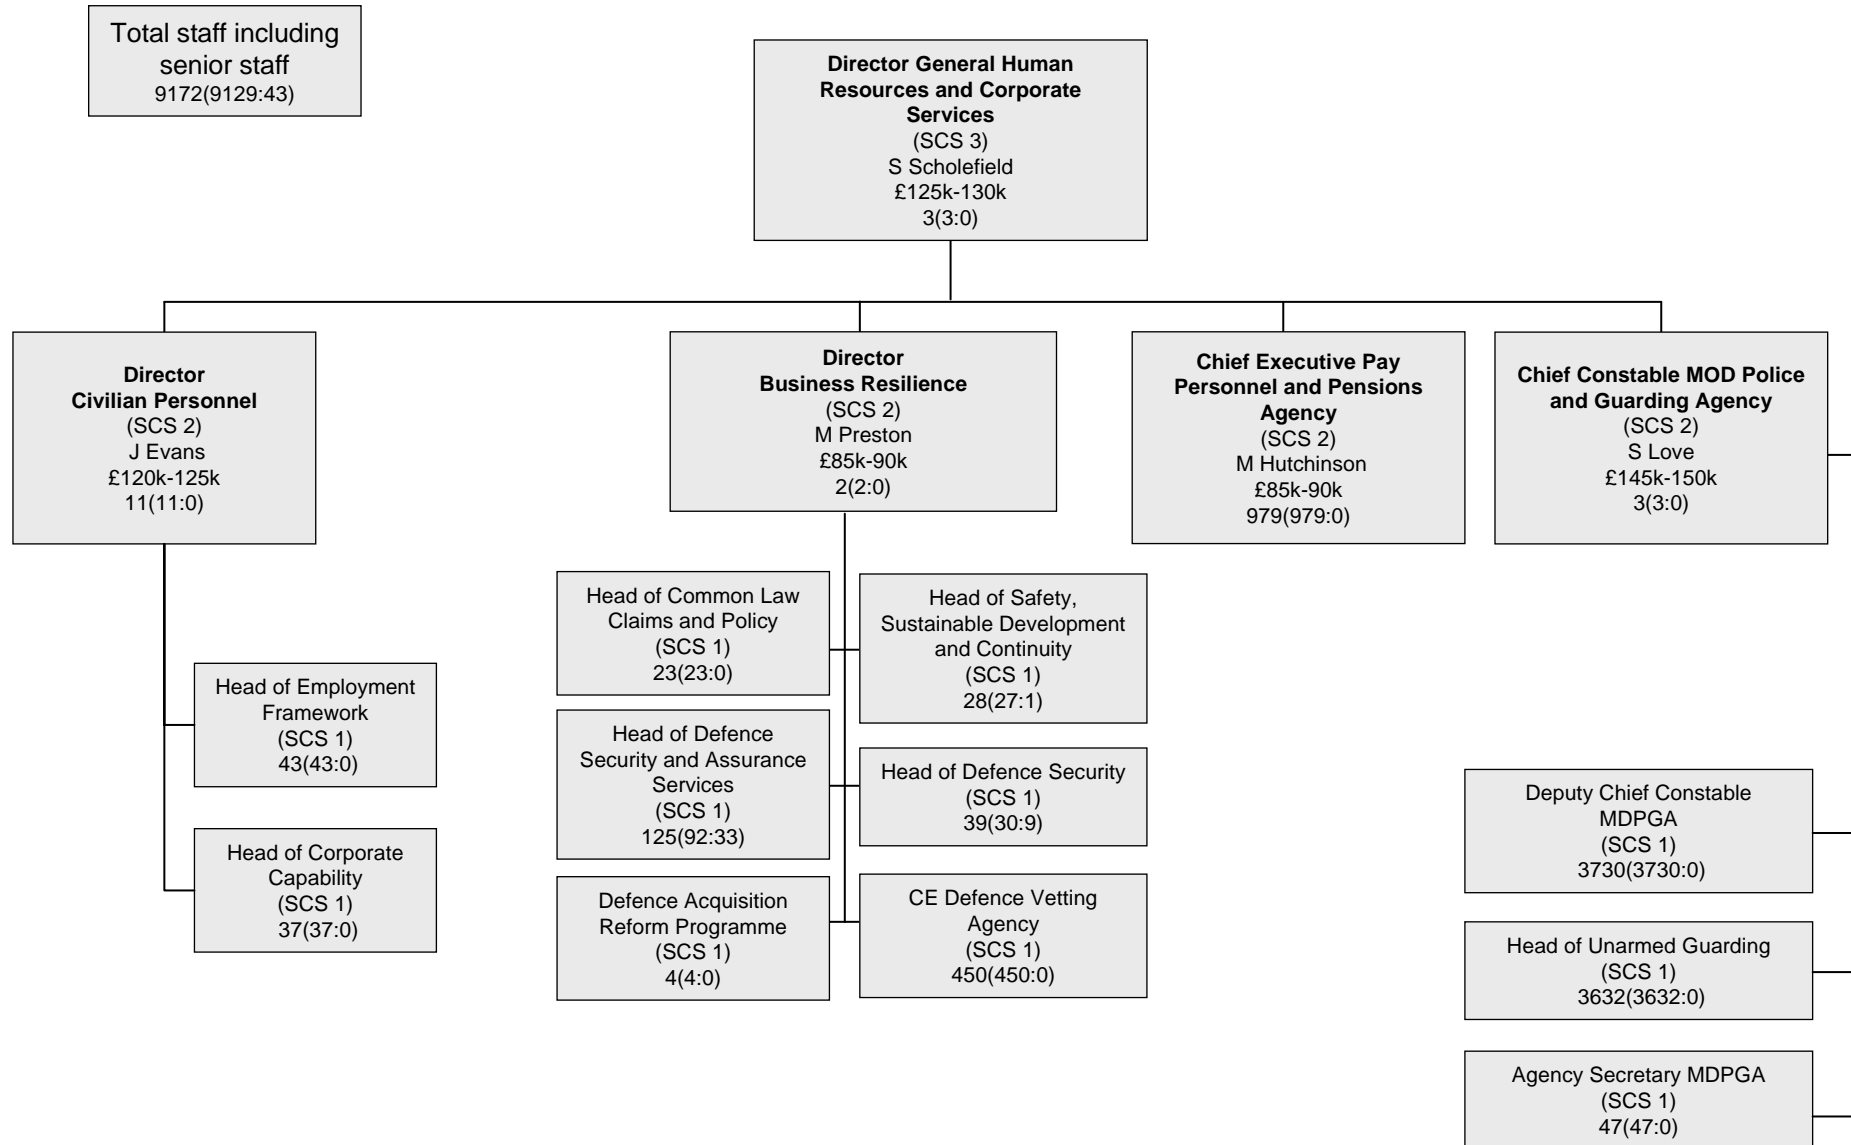 Total staff including
senior staff
9172(9129:43)
Director General Human
Resources and Corporate
Services
(SCS 3)
S Scholefield
£125k-130k
3(3:0)
Director
Civilian Personnel
(SCS 2)
J Evans
£120k-125k
11(11:0)
Director
Business Resilience
(SCS 2)
M Preston
£85k-90k
2(2:0)
Chief Executive Pay
Personnel and Pensions
Agency
(SCS 2)
M Hutchinson
£85k-90k
979(979:0)
Chief Constable MOD Police
and Guarding Agency
(SCS 2)
S Love
£145k-150k
3(3:0)
Head of Employment
Framework
(SCS 1)
43(43:0)
Head of Corporate
Capability
(SCS 1)
37(37:0)
Head of Common Law
Claims and Policy
(SCS 1)
23(23:0)
Head of Safety,
Sustainable Development
and Continuity
(SCS 1)
28(27:1)
Head of Defence
Security and Assurance
Services
(SCS 1)
125(92:33)
Head of Defence Security
(SCS 1)
39(30:9)
Defence Acquisition
Reform Programme
(SCS 1)
4(4:0)
CE Defence Vetting
Agency
(SCS 1)
450(450:0)
Deputy Chief Constable
MDPGA
(SCS 1)
3730(3730:0)
Head of Unarmed Guarding
(SCS 1)
3632(3632:0)
Agency Secretary MDPGA
(SCS 1)
47(47:0)